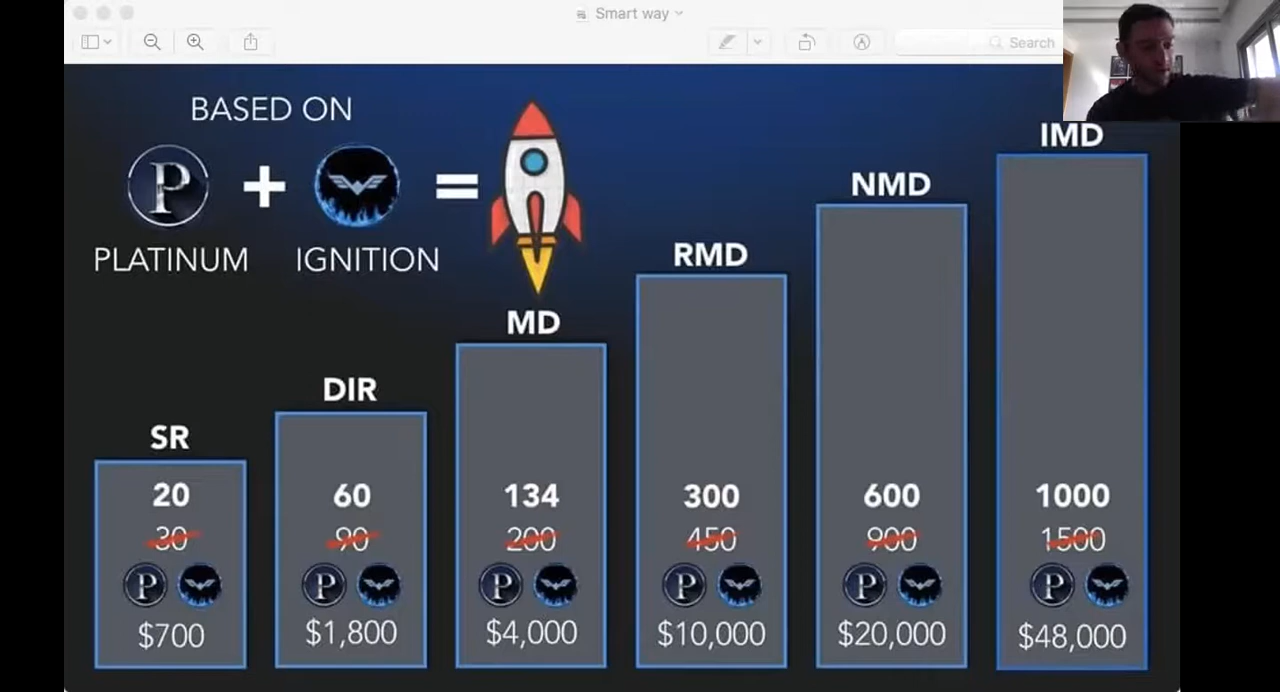 Smart way
Search
BASED ON
P + =
PLATINUM IGNITION
SR
20
30
P
$700
DIR
60
90
P
$1,800
MD
134
200
P
$4,000
RMD
300
450
P
$10,000
NMD
600
900
P
$20,000
IMD
1000
1500
P
$48,000